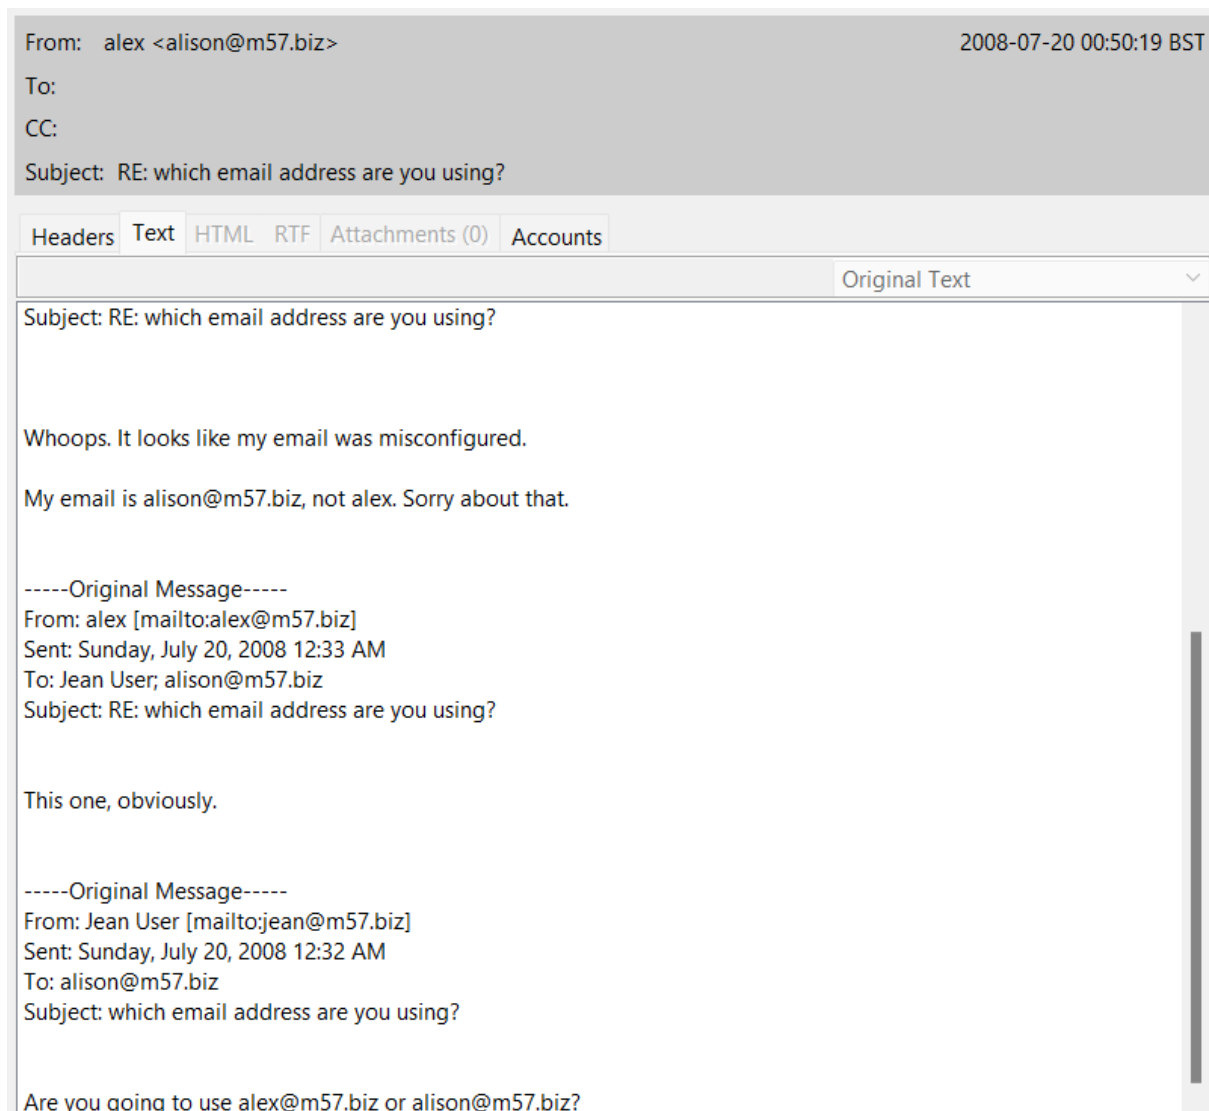 From: alex <alison@m57.biz> 2008-07-20 00:50:19 BST
To:
CC:
Subject: RE: which email address are you using?
Headers Text HTML RTF Attachments (0) Accounts
Original Text
Subject: RE: which email address are you using?
Whoops. It looks like my email was misconfigured.
My email is alison@m57.biz, not alex. Sorry about that.
-----Original Message-----
From: alex [mailto:alex@m57.biz]
Sent: Sunday, July 20, 2008 12:33 AM
To: Jean User; alison@m57.biz
Subject: RE: which email address are you using?
This one, obviously.
-----Original Message-----
From: Jean User [mailto:jean@m57.biz]
Sent: Sunday, July 20, 2008 12:32 AM
To: alison@m57.biz
Subject: which email address are you using?
Are you going to use alex@m57.biz or alison@m57.biz?